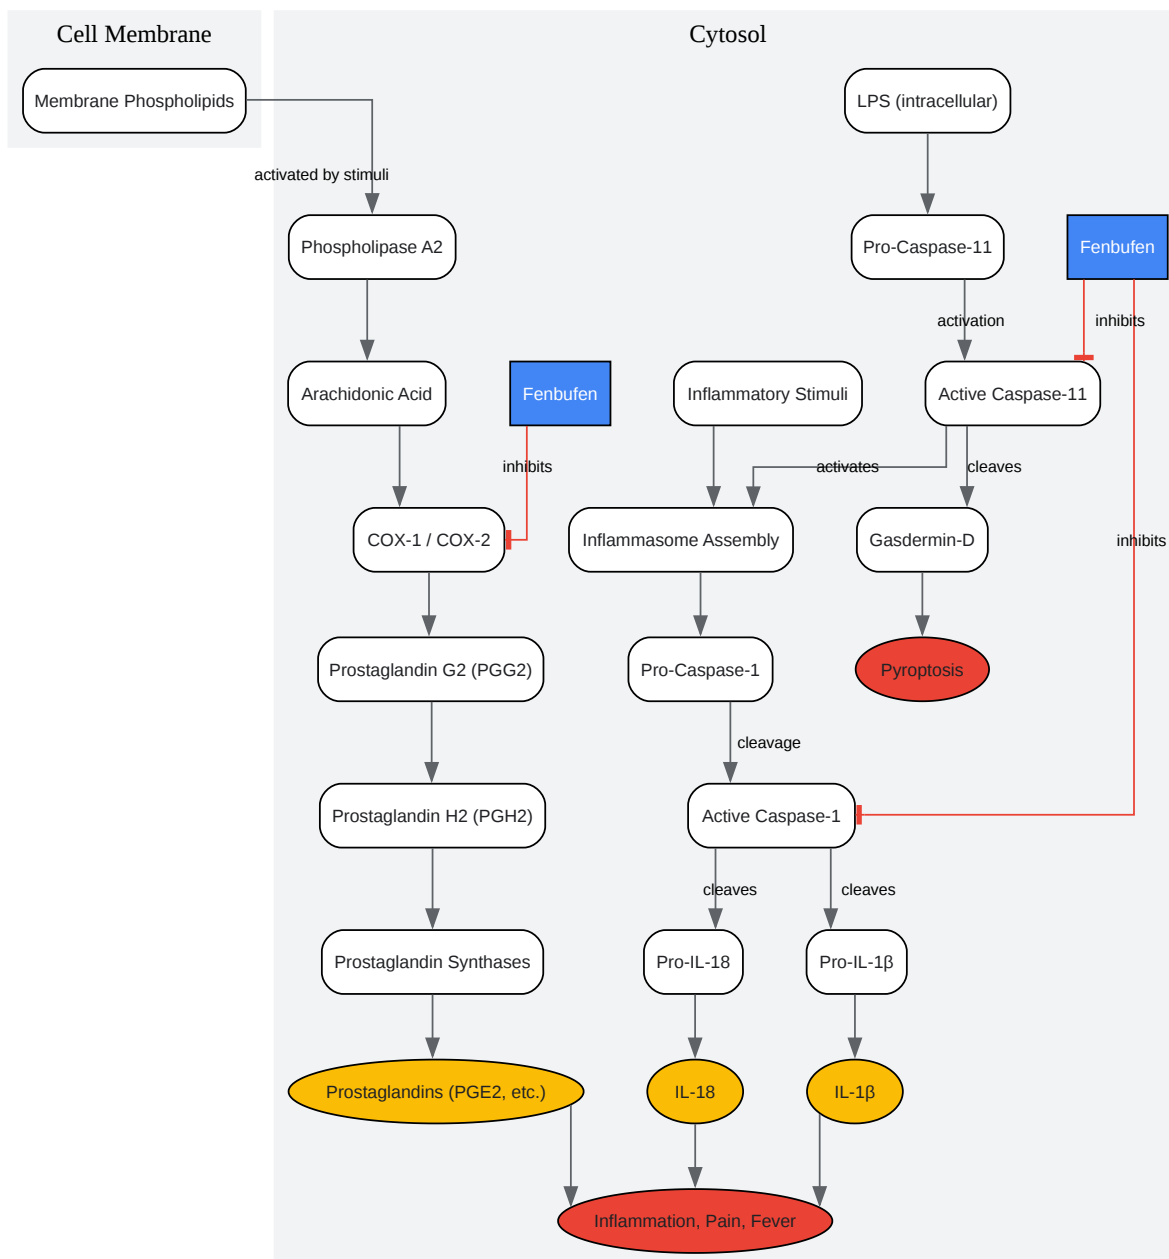 Cell Membrane
Cytosol
Membrane Phospholipids
LPS (intracellular)
activated by stimuli
Phospholipase A2
Pro-Caspase-11
Fenbufen
activation
inhibits
Arachidonic Acid
Fenbufen
Inflammatory Stimuli
Active Caspase-11
inhibits
activates
cleaves
COX-1 / COX-2
Inflammasome Assembly
Gasdermin-D
inhibits
Prostaglandin G2 (PGG2)
Pro-Caspase-1
Pyroptosis
cleavage
Prostaglandin H2 (PGH2)
Active Caspase-1
cleaves
cleaves
Prostaglandin Synthases
Pro-IL-18
Pro-IL-1β
Prostaglandins (PGE2, etc.)
IL-18
IL-1β
Inflammation, Pain, Fever